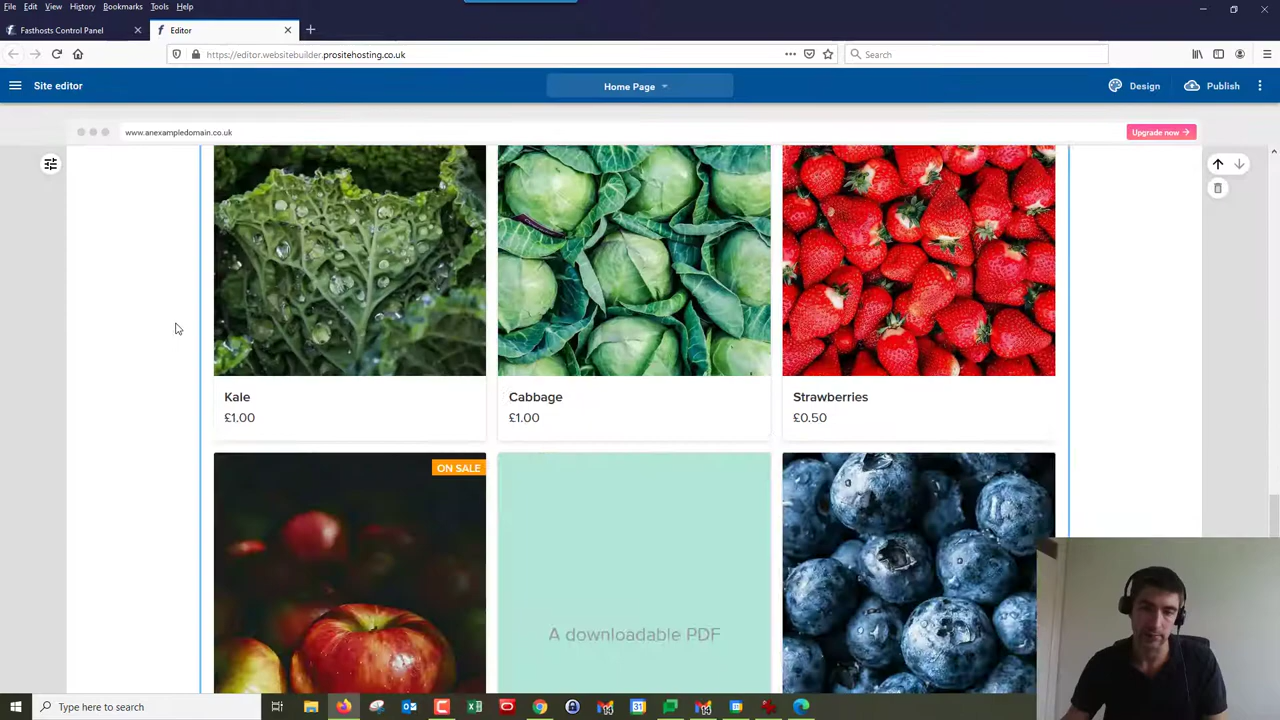 File Edit View History Bookmarks Tools Help
Fasthosts Control Panel
Editor
https://editor.websitebuilder.prositehosting.co.uk
Search
Site editor
Home Page
Design
Publish
www.anexampledomain.co.uk
Upgrade now
Kale
£1.00
Cabbage
£1.00
Strawberries
£0.50
ON SALE
A downloadable PDF
Type here to search